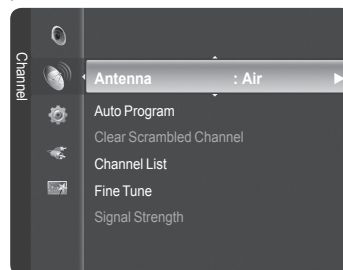 Channel
Antenna : Air
Auto Program
Clear Scrambled Channel
Channel List
Fine Tune
Signal Strength